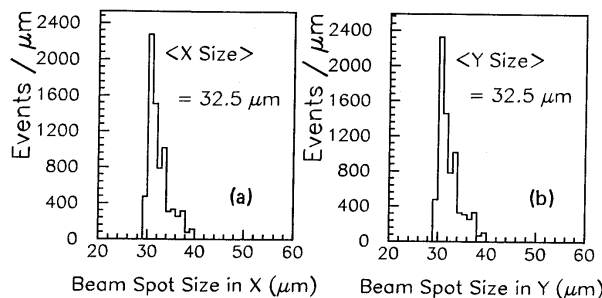 Events / μm
2400
2000
1600
1200
800
400
0
<X Size>
= 32.5 μm
(a)
20 30 40 50 60
Beam Spot Size in X (μm)
Events / μm
2400
2000
1600
1200
800
400
0
<Y Size>
= 32.5 μm
(b)
20 30 40 50 60
Beam Spot Size in Y (μm)